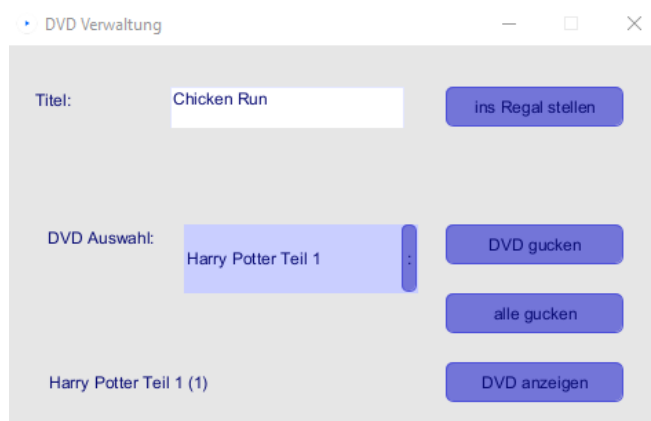 DVD Verwaltung
Titel: Chicken Run ins Regal stellen
DVD Auswahl: Harry Potter Teil 1 : DVD gucken
alle gucken
Harry Potter Teil 1 (1) DVD anzeigen